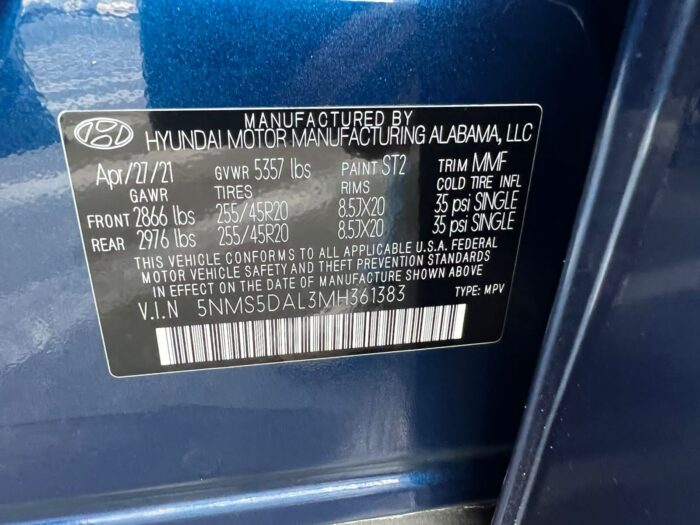 MANUFACTURED BY
HYUNDAI MOTOR MANUFACTURING ALABAMA, LLC
Apr/27/21 GVWR 5357 lbs PAINT ST2 TRIM MMF
GAWR TIRES RIMS COLD TIRE INFL
FRONT 2866 lbs 255/45R20 8.5JX20 35 psi SINGLE
REAR 2976 lbs 255/45R20 8.5JX20 35 psi SINGLE
THIS VEHICLE CONFORMS TO ALL APPLICABLE U.S.A. FEDERAL
MOTOR VEHICLE SAFETY AND THEFT PREVENTION STANDARDS
IN EFFECT ON THE DATE OF MANUFACTURE SHOWN ABOVE
V.I.N 5NMS5DAL3MH361383 TYPE: MPV